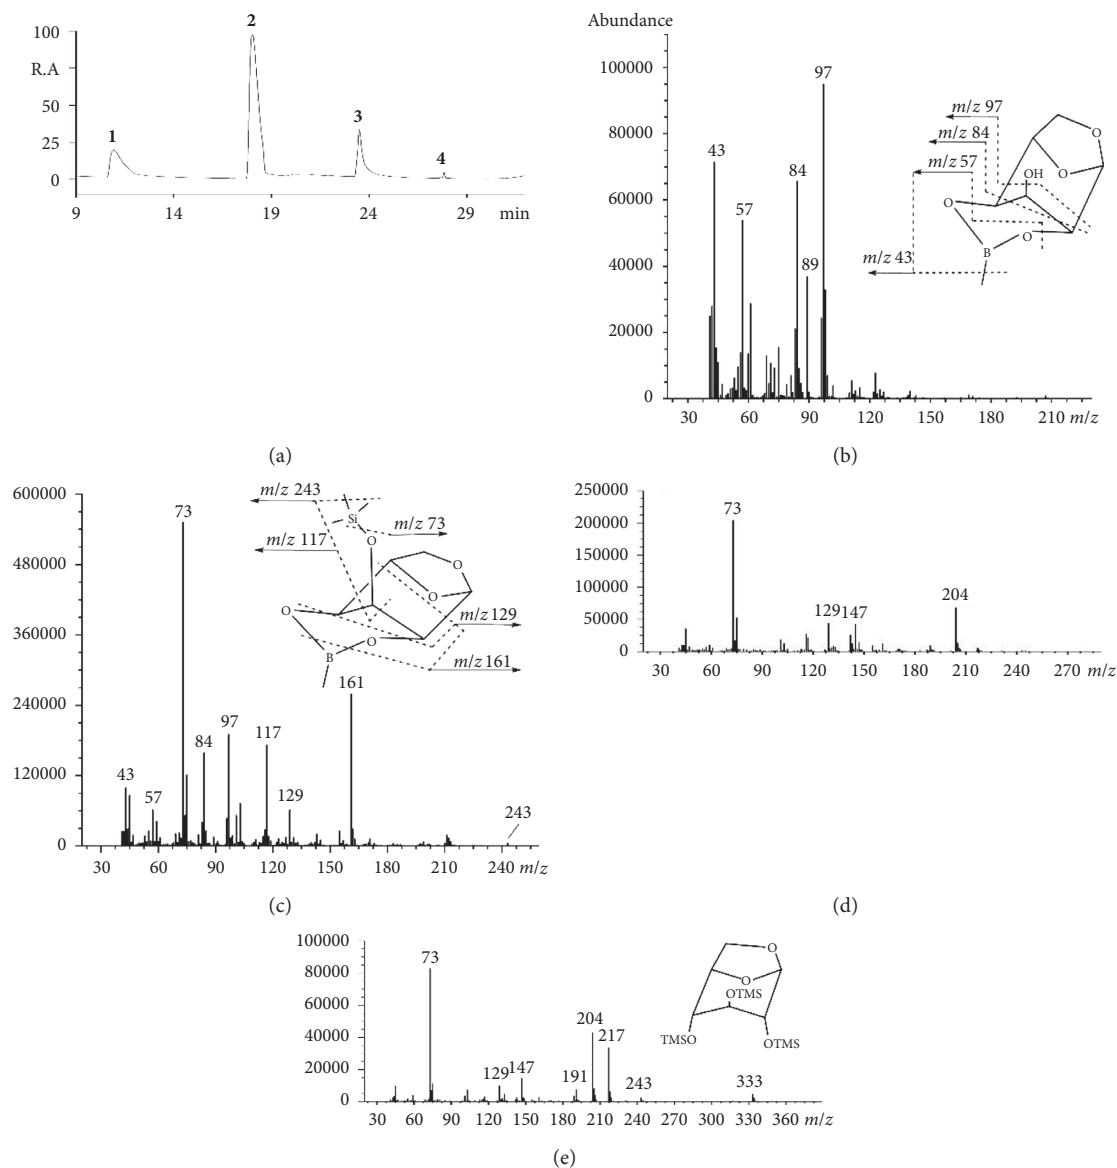 100
R.A
50
25
0
1
2
3
4
9 14 19 24 29 min
(a)
Abundance
100000
80000
60000
40000
20000
0
43
57
84
89
97
30 60 90 120 150 180 210 m/z
m/z 97
m/z 84
m/z 57
m/z 43
O
O
OH
O
O
B
(b)
600000
480000
360000
240000
120000
0
43
57
73
84
97
117
129
161
243
30 60 90 120 150 180 210 240 m/z
m/z 243
m/z 117
m/z 73
m/z 129
m/z 161
Si
O
O
O
O
O
B
(c)
250000
200000
150000
100000
50000
0
73
129
147
204
30 60 90 120 150 180 210 240 270 m/z
(d)
100000
80000
60000
40000
20000
0
73
129
147
191
204
217
243
333
30 60 90 120 150 180 210 240 270 300 330 360 m/z
O
O
OTMS
TMSO
OTMS
(e)